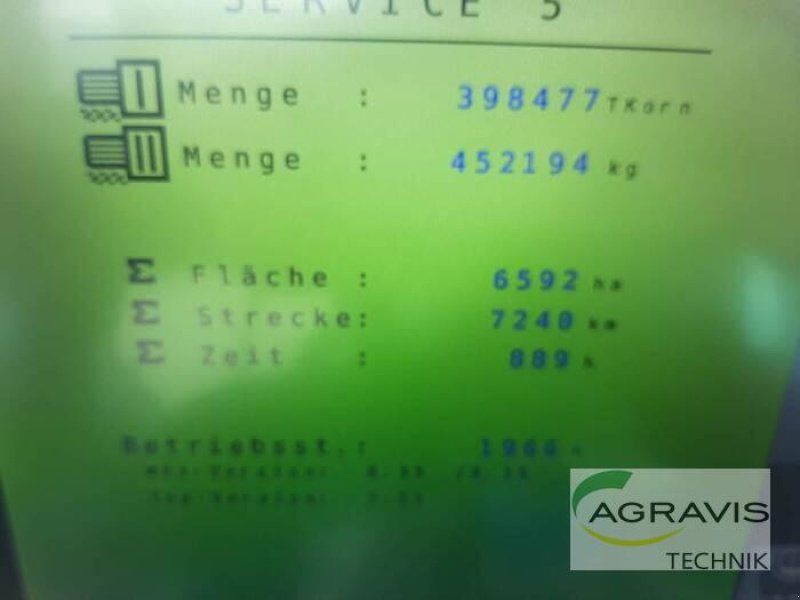 SERVICE 5
I Menge : 398477 TKorn
II Menge : 452194 kg
Σ Fläche : 6592 ha
Σ Strecke: 7240 km
Σ Zeit : 889 h
Betriebsst.: 1966 h
AGRAVIS
TECHNIK